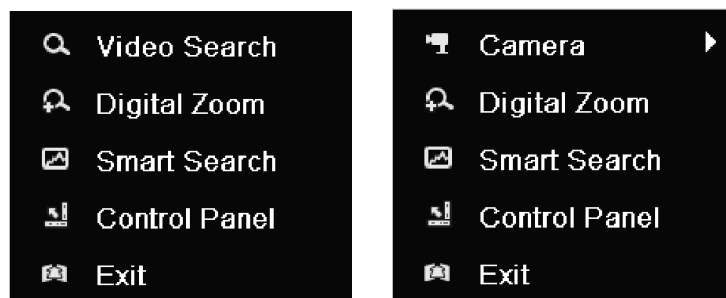 Video Search
Digital Zoom
Smart Search
Control Panel
Exit
Camera
Digital Zoom
Smart Search
Control Panel
Exit